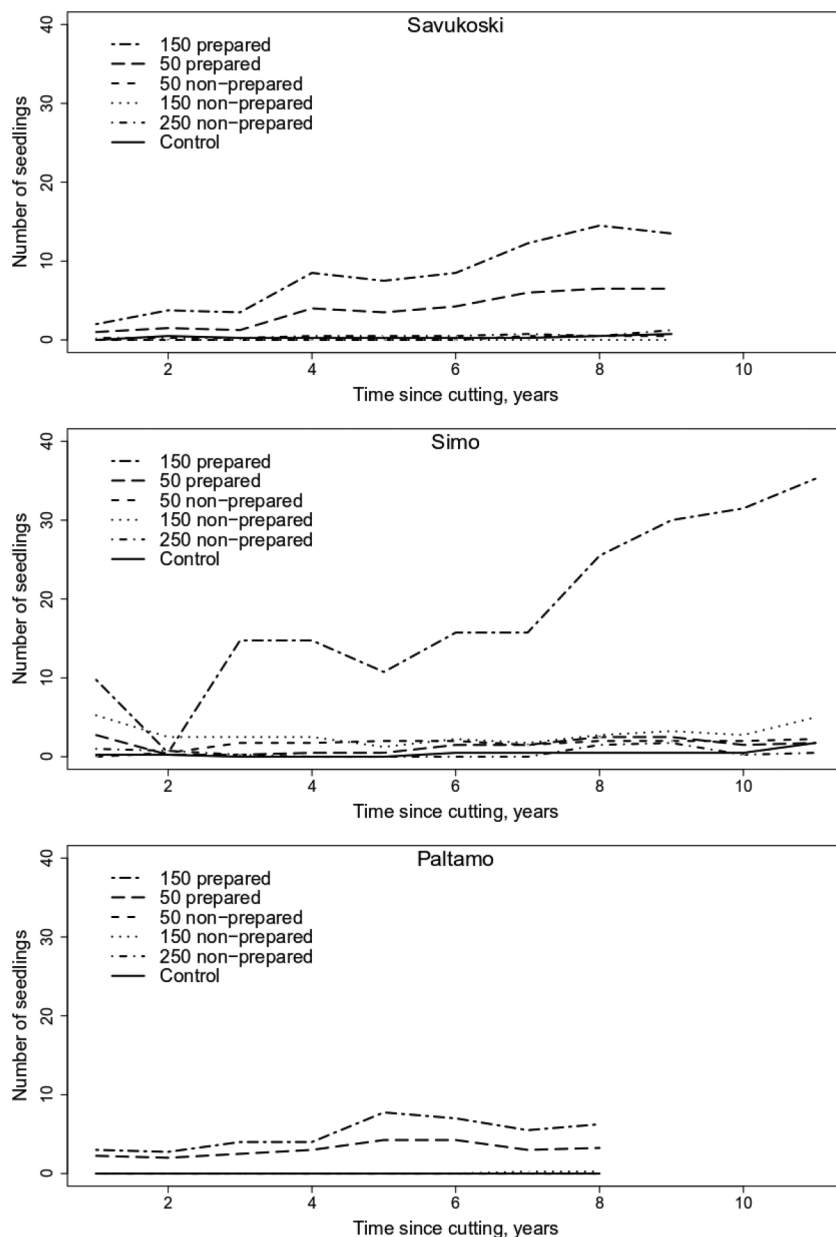 Savukoski
150 prepared
50 prepared
50 non−prepared
150 non−prepared
250 non−prepared
Control
Number of seedlings
0
10
20
30
40
2 4 6 8 10
Time since cutting, years
Simo
150 prepared
50 prepared
50 non−prepared
150 non−prepared
250 non−prepared
Control
Number of seedlings
0
10
20
30
40
2 4 6 8 10
Time since cutting, years
Paltamo
150 prepared
50 prepared
50 non−prepared
150 non−prepared
250 non−prepared
Control
Number of seedlings
0
10
20
30
40
2 4 6 8 10
Time since cutting, years